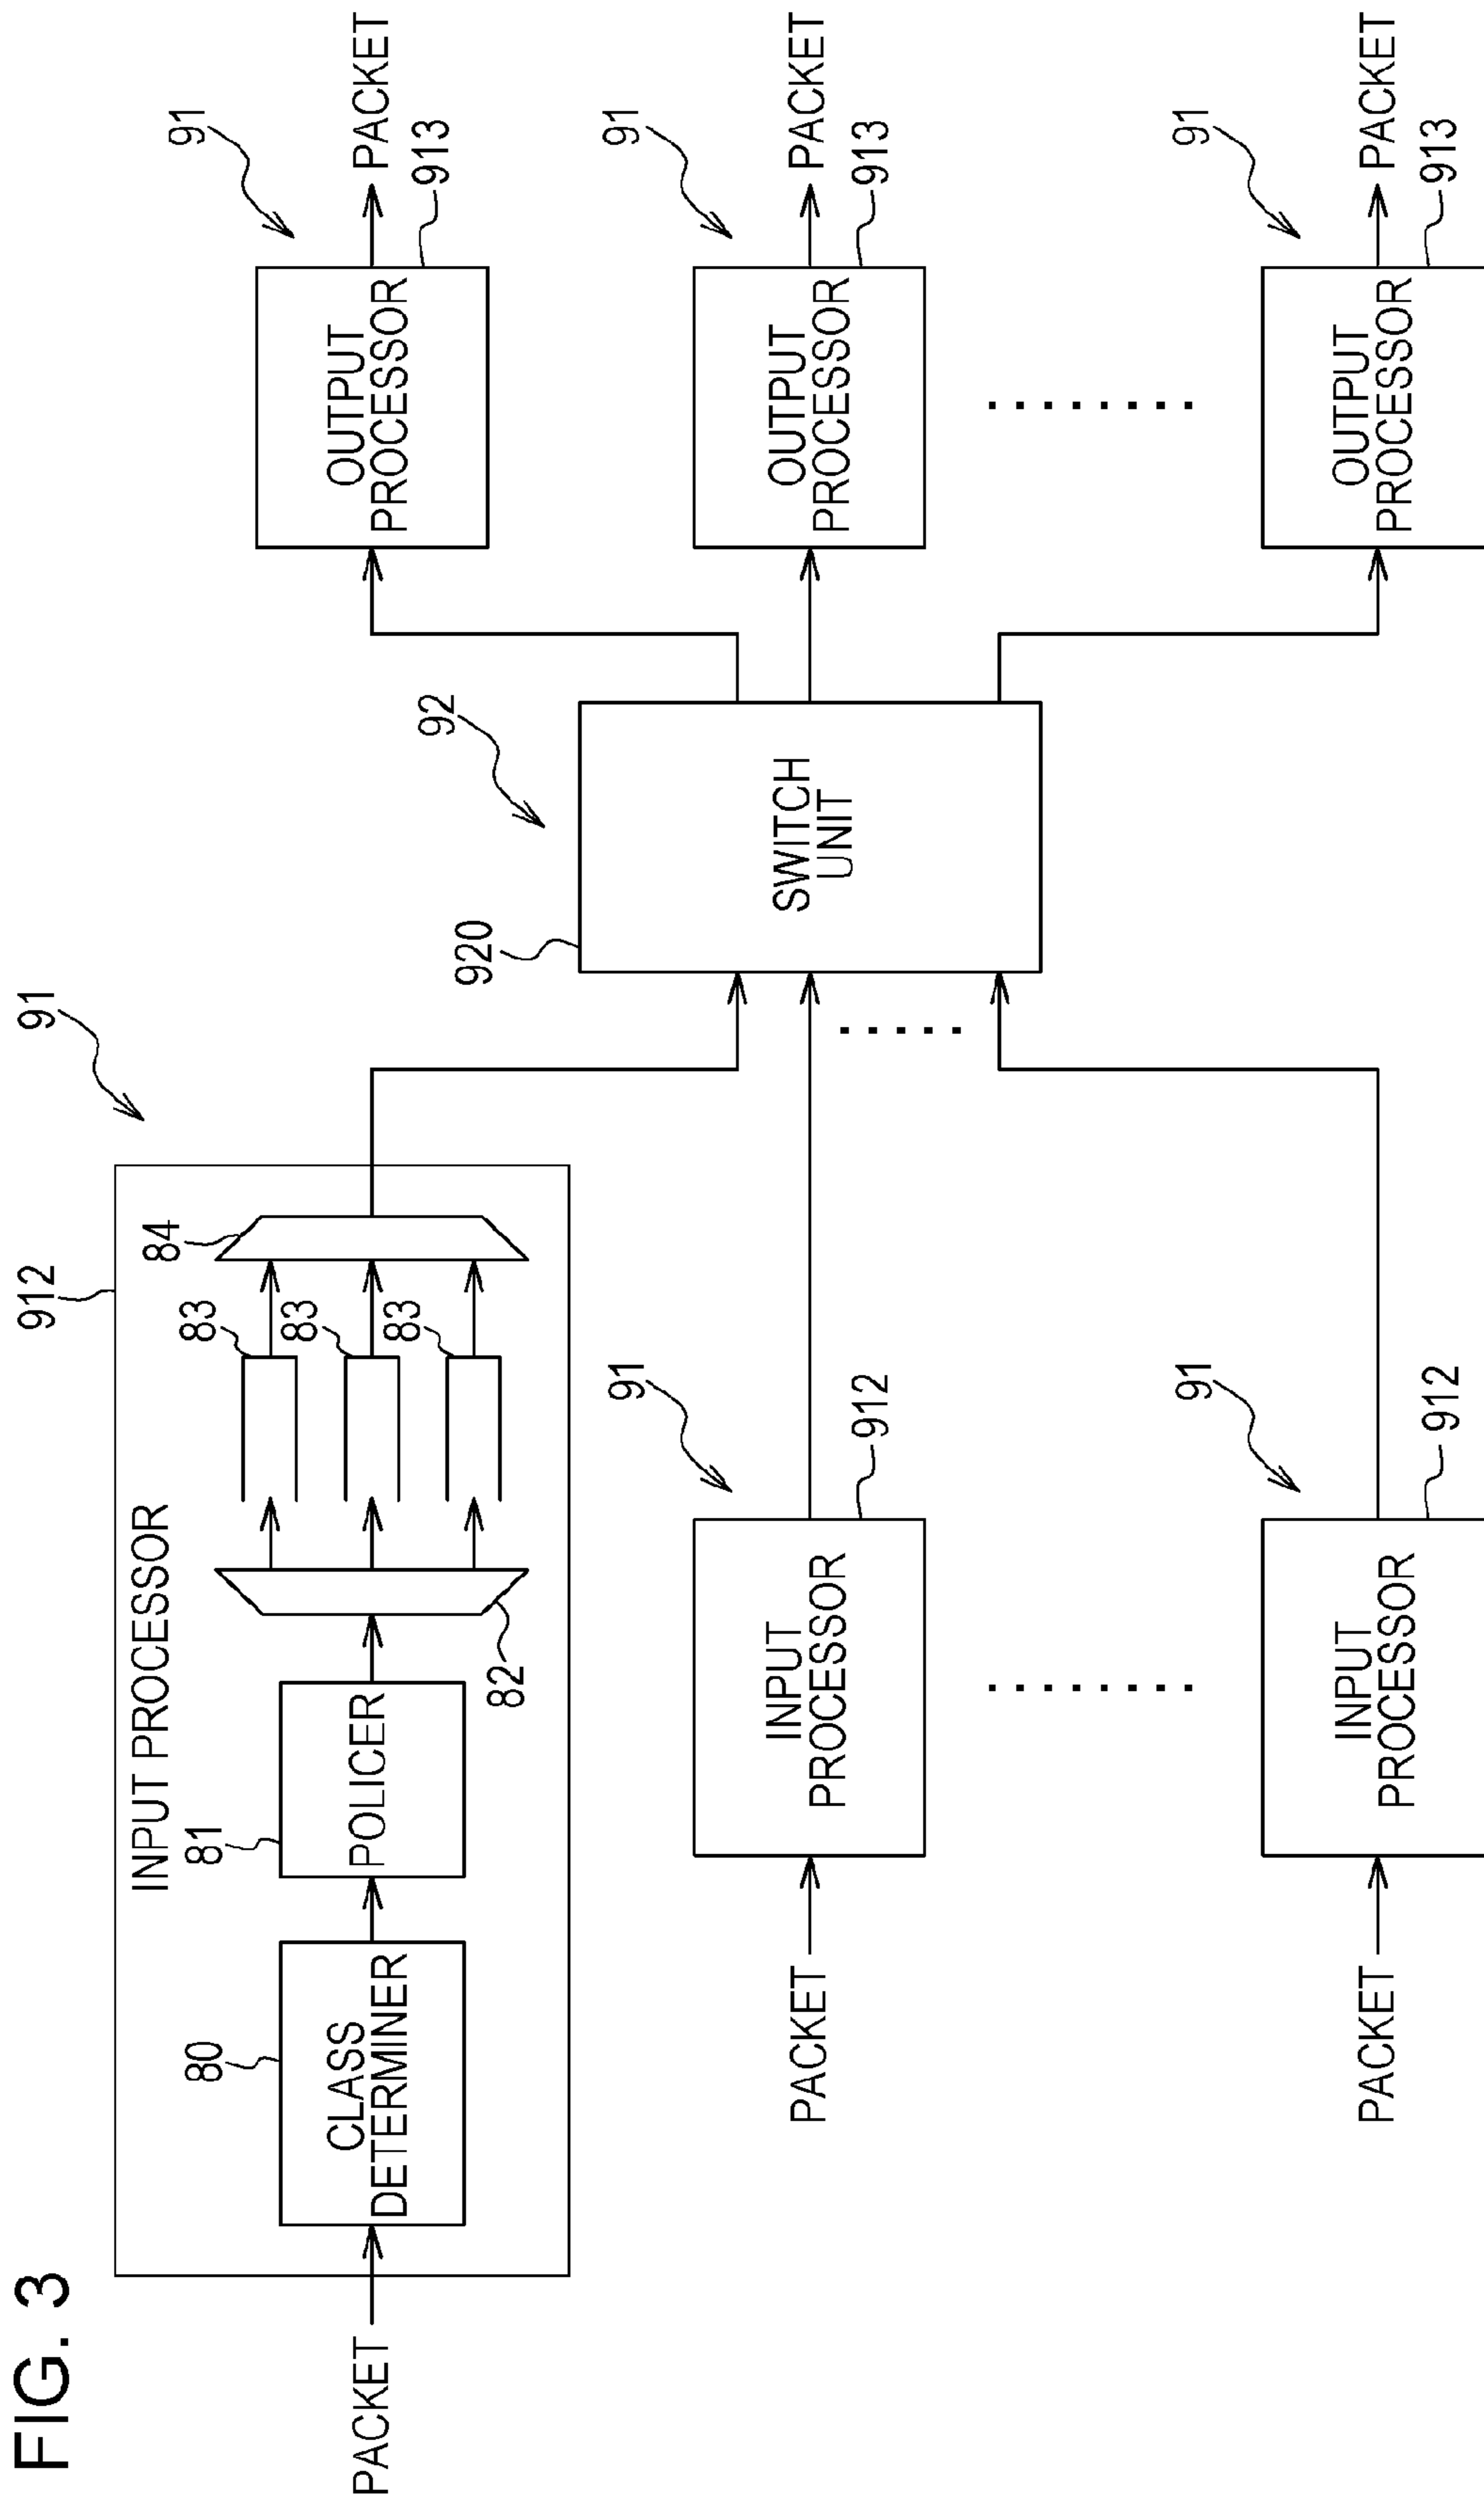 FIG. 3
912
91
INPUT PROCESSOR
84
80
81
83
83
83
82
PACKET
CLASS
DETERMINER
POLICER
91
PACKET
913
OUTPUT
PROCESSOR
92
920
SWITCH
UNIT
91
912
PACKET
INPUT
PROCESSOR
91
PACKET
913
OUTPUT
PROCESSOR
91
912
PACKET
INPUT
PROCESSOR
91
PACKET
913
OUTPUT
PROCESSOR